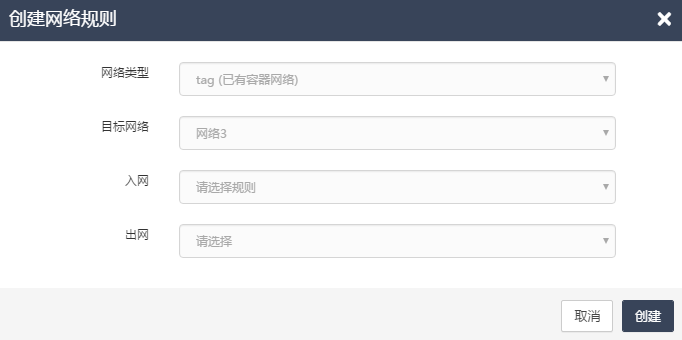 创建网络规则
网络类型 tag (已有容器网络)
目标网络 网络3
入网 请选择规则
出网 请选择
取消 创建